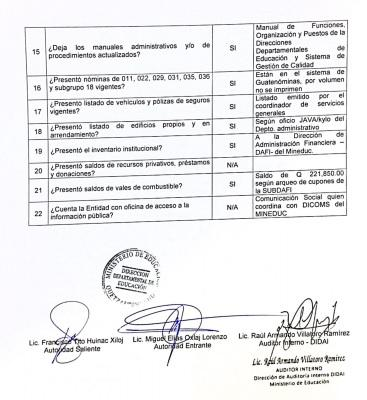 15 ¿Deja los manuales administrativos y/o de procedimientos actualizados? SI Manual de Funciones, Organización y Puestos de la Direcciones Departamentales de Educación y Sistema de Gestión de Calidad
16 ¿Presentó nóminas de 011, 022, 029, 031, 035, 036 y subgrupo 18 vigentes? SI Están en el sistema de Guatenóminas, por volumen no se imprimen
17 ¿Presentó listado de vehículos y pólizas de seguros vigentes? SI Listado emitido por el coordinador de servicios generales
18 ¿Presentó listado de edificios propios y en arrendamiento? SI Según oficio JAVA/kylo del Depto. administrativo
19 ¿Presentó el inventario institucional? SI A la Dirección de Administración Financiera – DAFI- del Mineduc.
20 ¿Presentó saldos de recursos privativos, préstamos y donaciones? N/A
21 ¿Presentó saldos de vales de combustible? SI Saldo de Q 221,850.00 según arqueo de cupones de la SUBDAFI
22 ¿Cuenta la Entidad con oficina de acceso a la información pública? N/A Comunicación Social quien coordina con DICOMS del MINEDUC
MINISTERIO DE EDUCA
DIRECCION
DEPARTAMENTAL DE
EDUCACIÓN
Lic. Francisco Tito Huinac Xiloj
Autoridad Saliente
Lic. Miguel Elías Oxlaj Lorenzo
Autoridad Entrante
Lic. Raúl Armando Villatoro Ramírez
Auditor Interno - DIDAI
Lic. Raúl Armando Villatoro Ramírez
AUDITOR INTERNO
Dirección de Auditoría Interna DIDAI
Ministerio de Educación